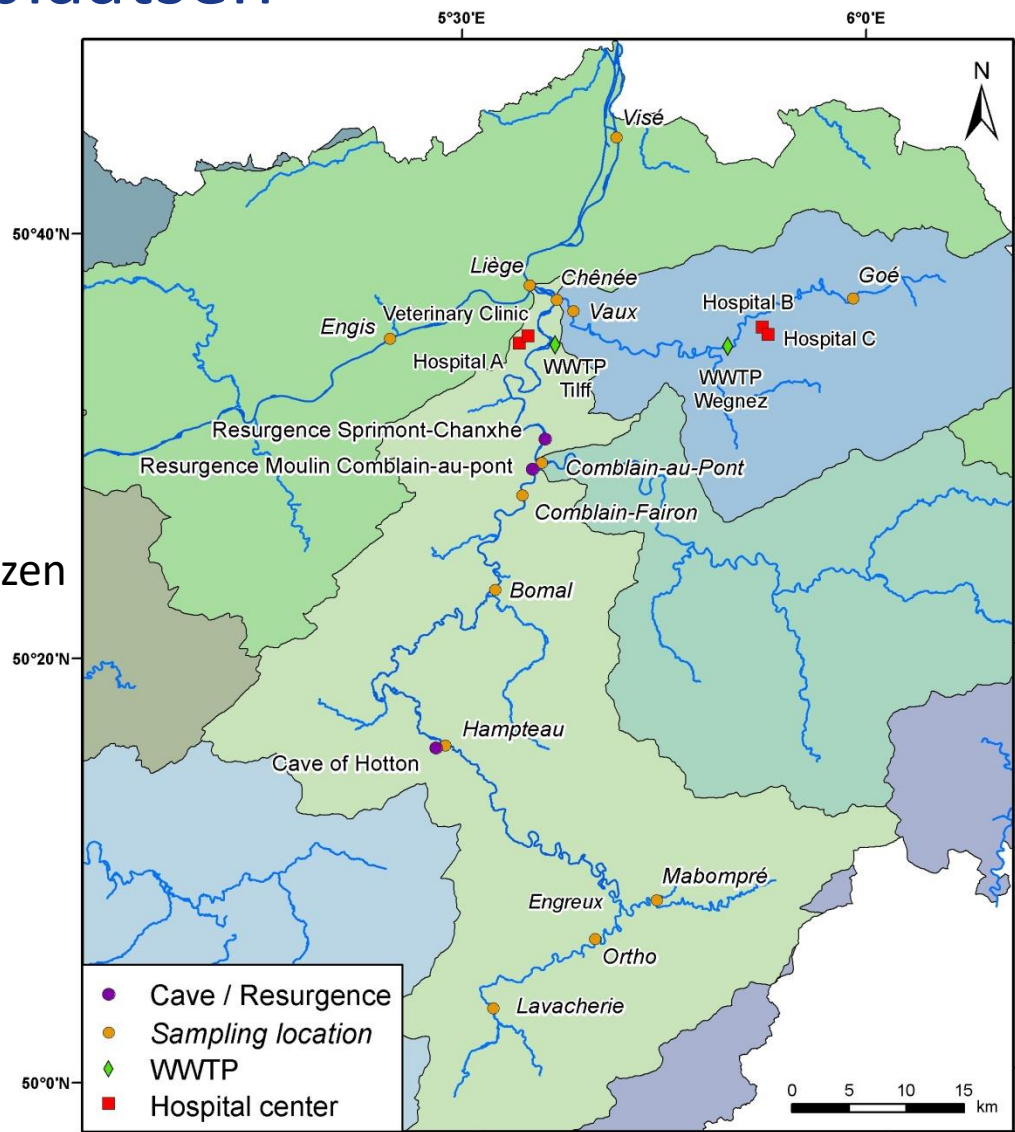 5°30'E
6°0'E
N
Visé
50°40'N
Liège
Chênée
Goé
Vaux
Hospital B
Veterinary Clinic
Engis
Hospital C
Hospital A
WWTP
Tilff
WWTP
Wegnez
Resurgence Sprimont-Chanxhe
Resurgence Moulin Comblain-au-pont
Comblain-au-Pont
Comblain-Fairon
zen
Bomal
50°20'N
Hampteau
Cave of Hotton
Mabompré
Engreux
Ortho
Lavacherie
Cave / Resurgence
Sampling location
WWTP
Hospital center
50°0'N
0 5 10 15
km